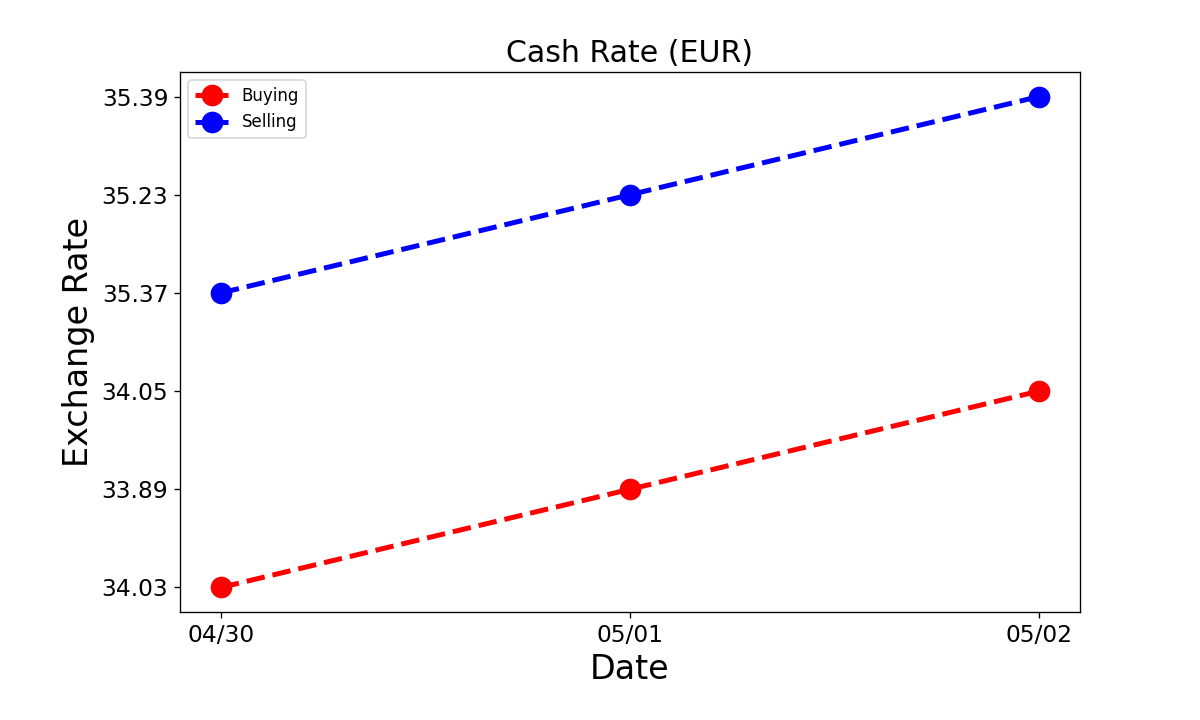 Cash Rate (EUR)
Buying
Selling
Exchange Rate
35.39
35.23
35.37
34.05
33.89
34.03
04/30
05/01
05/02
Date